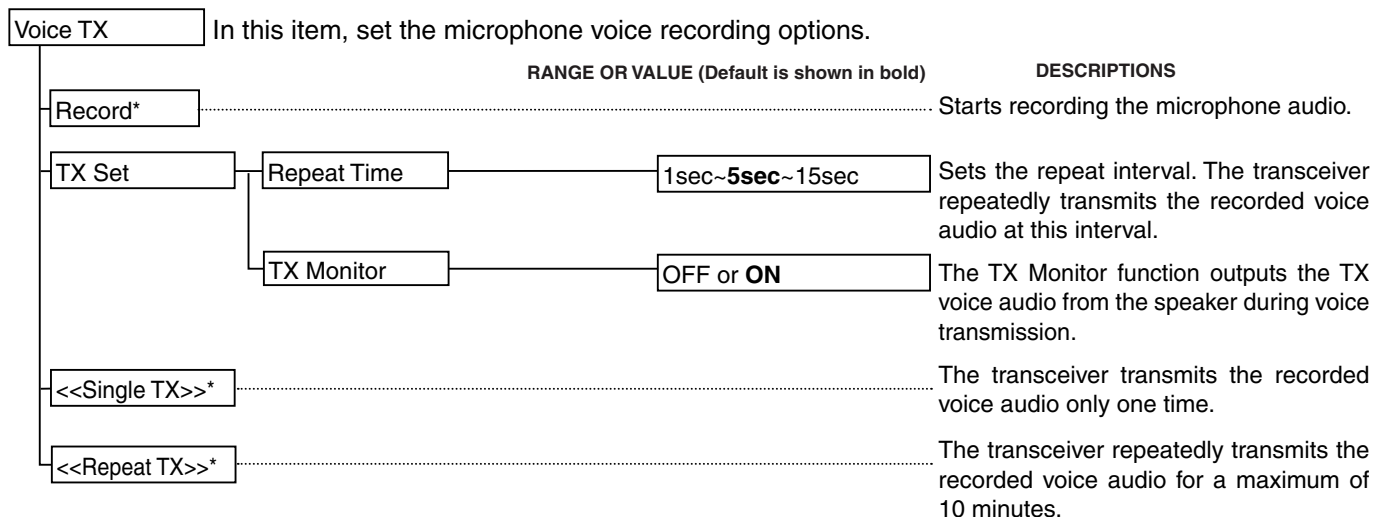 Voice TX In this item, set the microphone voice recording options.
RANGE OR VALUE (Default is shown in bold) DESCRIPTIONS
Record* Starts recording the microphone audio.
TX Set Repeat Time 1sec~5sec~15sec Sets the repeat interval. The transceiver
repeatedly transmits the recorded voice
audio at this interval.
TX Monitor OFF or ON The TX Monitor function outputs the TX
voice audio from the speaker during voice
transmission.
<<Single TX>>* The transceiver transmits the recorded
voice audio only one time.
<<Repeat TX>>* The transceiver repeatedly transmits the
recorded voice audio for a maximum of
10 minutes.